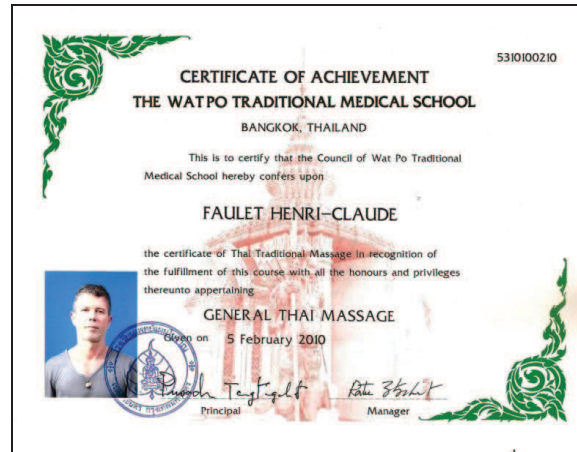 5310100210
CERTIFICATE OF ACHIEVEMENT
THE WATPO TRADITIONAL MEDICAL SCHOOL
BANGKOK, THAILAND
This is to certify that the Council of Wat Po Traditional
Medical School hereby confers upon
FAULET HENRI-CLAUDE
the certificate of Thai Traditional Massage in recognition of
the fulfillment of this course with all the honours and privileges
thereunto appertaining
GENERAL THAI MASSAGE
Given on 5 February 2010
Principal Manager